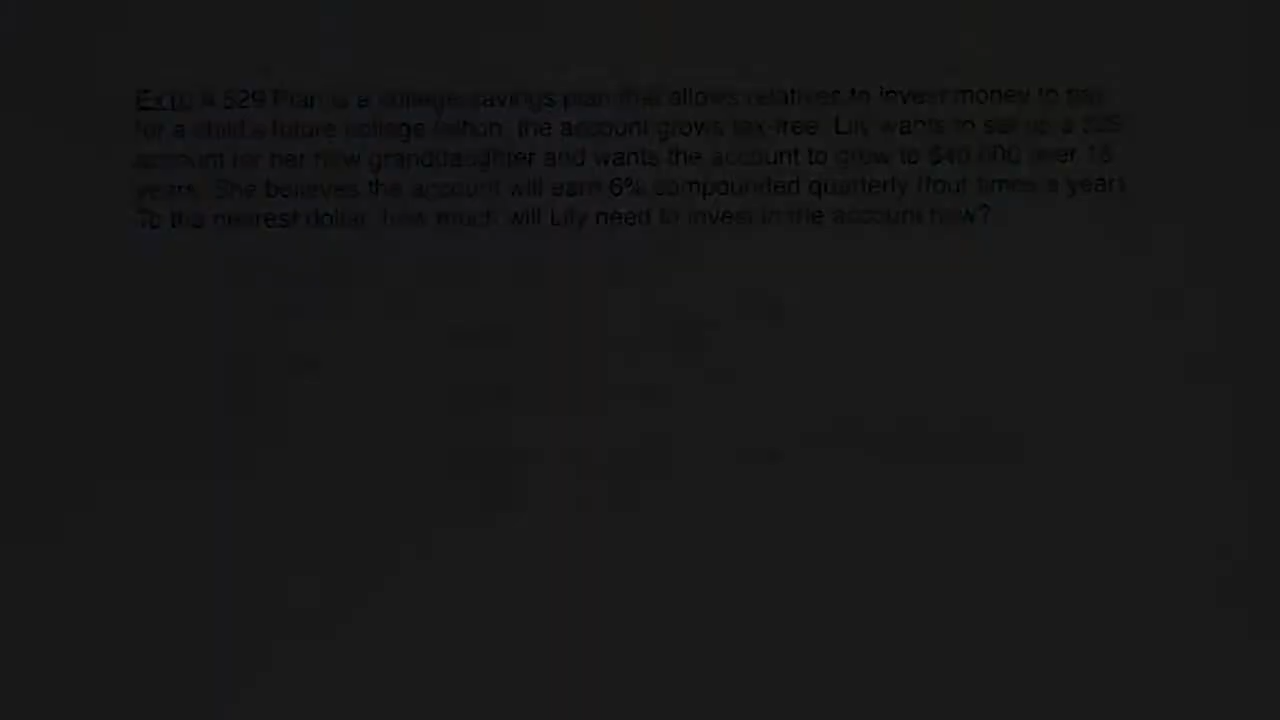 Ex: A 529 Plan is a college savings plan that allows relatives to invest money to pay
for a child's future college tuition; the account grows tax-free. Lily wants to set up a 529
account for her new granddaughter and wants the account to grow to $40,000 over 18
years. She believes the account will earn 6% compounded quarterly (four times a year).
To the nearest dollar, how much will Lily need to invest in the account now?